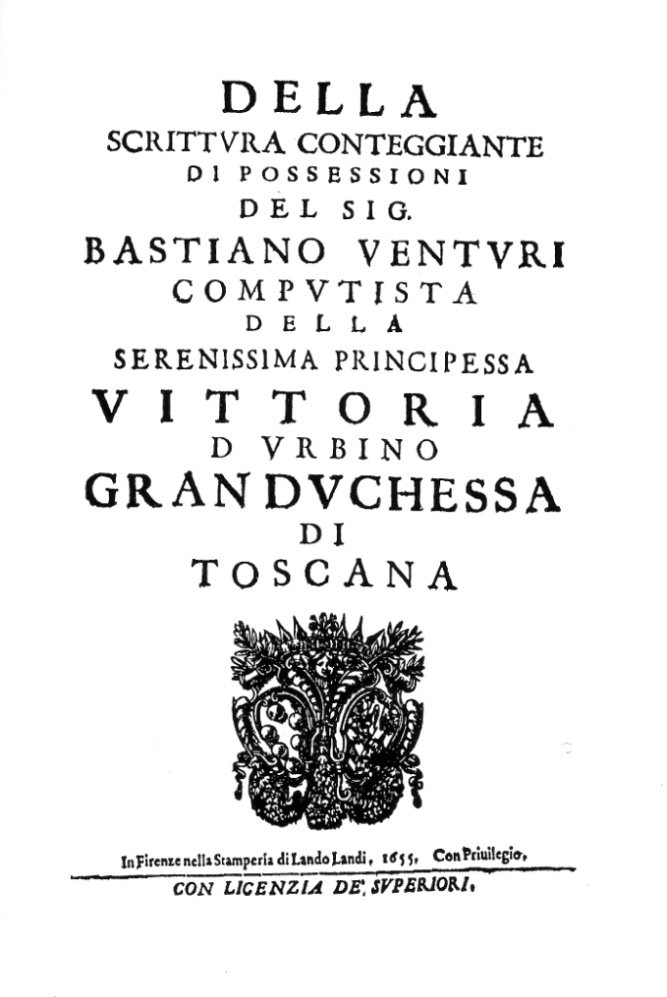 DELLA
SCRITTVRA CONTEGGIANTE
DI POSSESSIONI
DEL SIG.
BASTIANO VENTVRI
COMPVTISTA
DELLA
SERENISSIMA PRINCIPESSA
VITTORIA
D VRBINO
GRANDVCHESSA
DI
TOSCANA
In Firenze nella Stamperia di Lando Landi, 1655. Con Priuilegio.
CON LICENZIA DE', SVPERIORI.